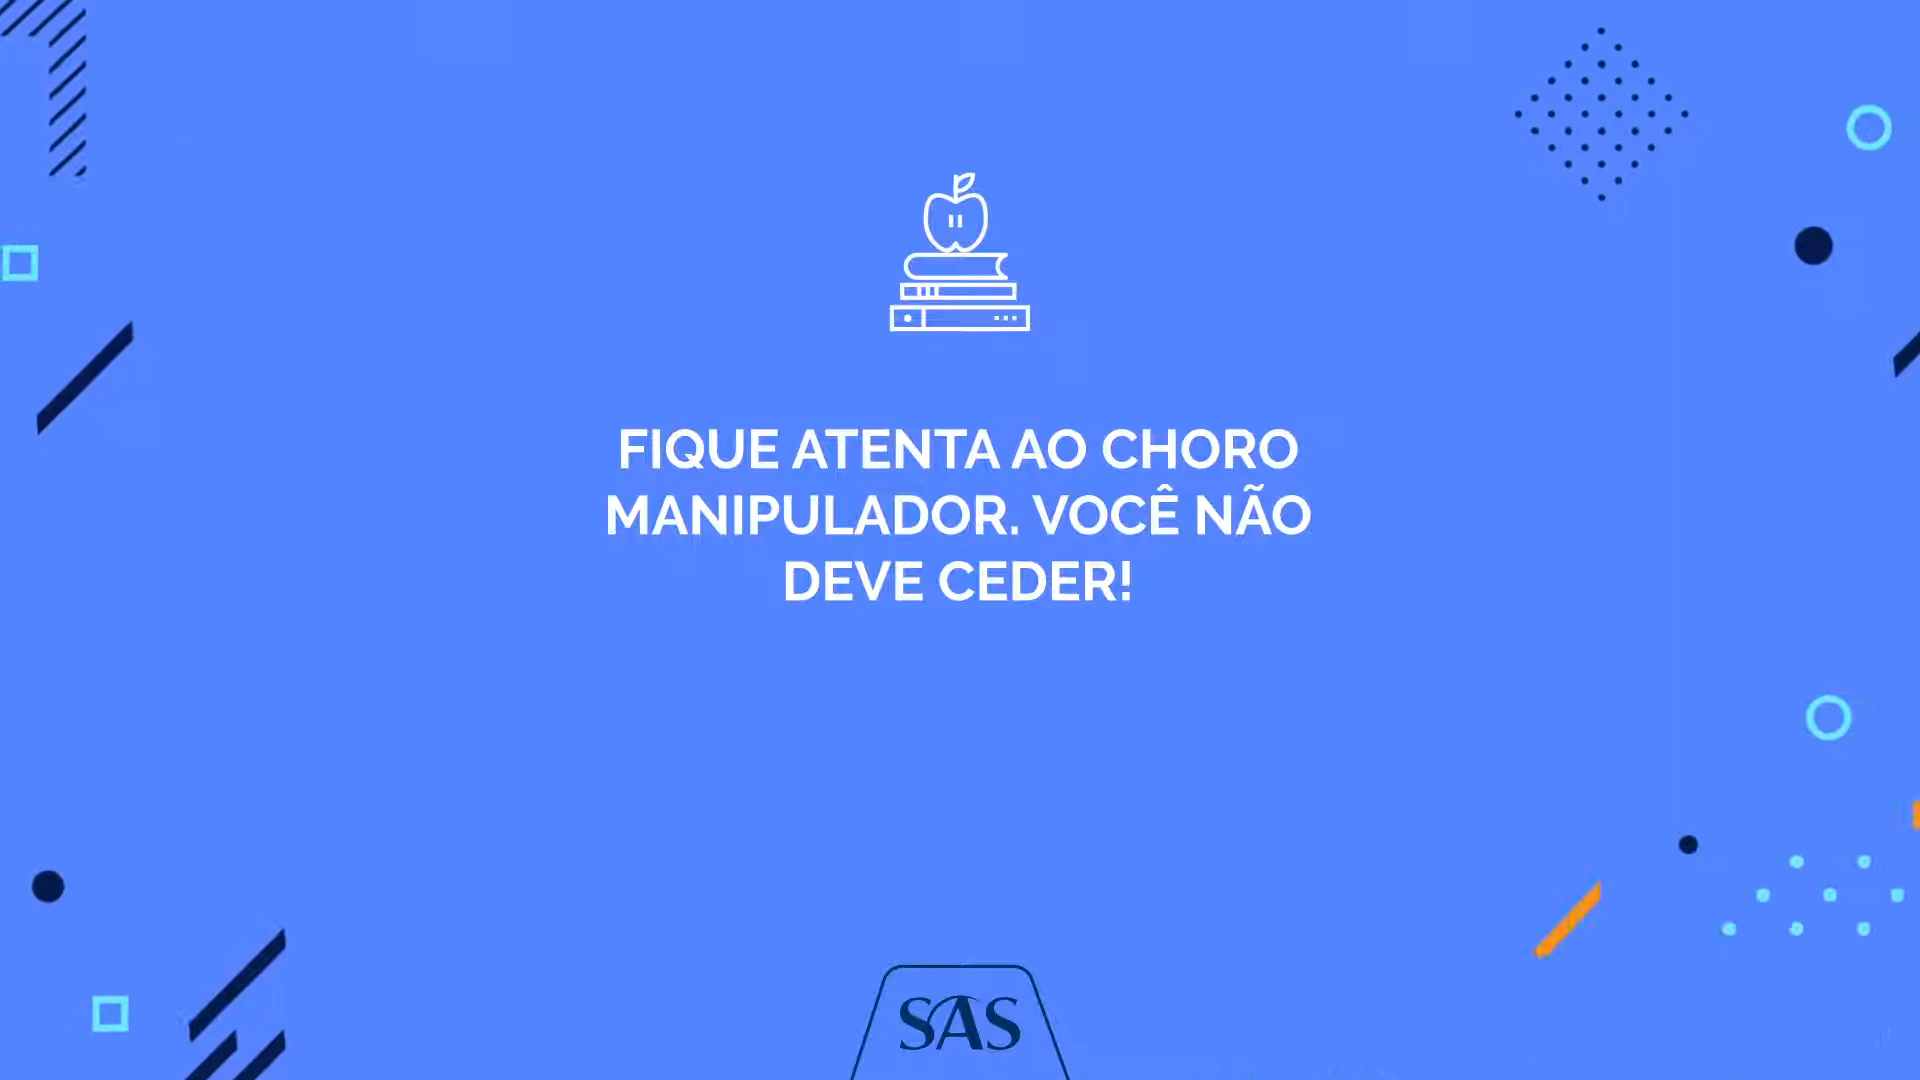 FIQUE ATENTA AO CHORO
MANIPULADOR. VOCÊ NÃO
DEVE CEDER!
SAS